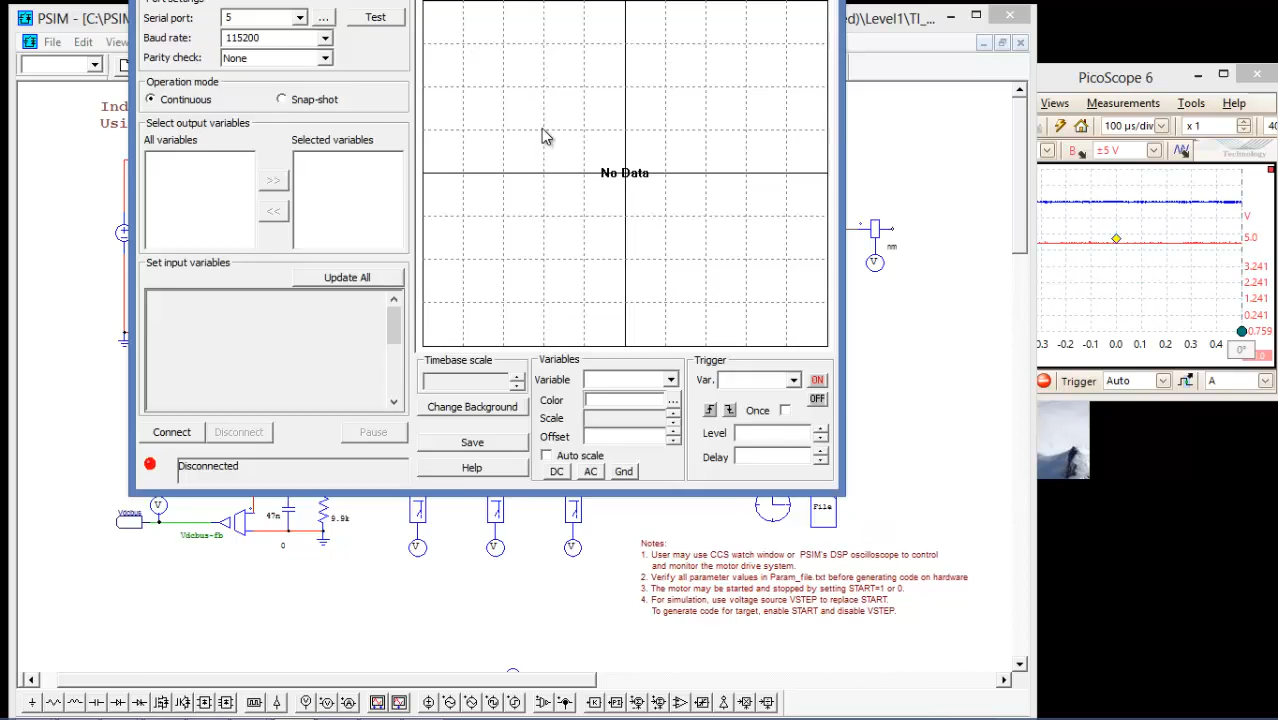 PSIM - [C:\PSIM
ed)\Level1\TI_...
File Edit View
Serial port: 5 ... Test
Baud rate: 115200
Parity check: None
Operation mode
Continuous Snap-shot
Select output variables
All variables Selected variables
>>
<<
Set input variables
Update All
Connect Disconnect Pause
Disconnected
No Data
Timebase scale
Change Background
Save
Help
Variables
Variable
Color ...
Scale
Offset
Auto scale
DC AC Gnd
Trigger
Var. ON
OFF
Once
Level
Delay
Ind
Usi
V
nm
V
V
Vdcbus
Vdcbus-fb
47n
9.9k
0
V
V
V
File
Notes:
1. User may use CCS watch window or PSIM's DSP oscilloscope to control
and monitor the motor drive system.
2. Verify all parameter values in Param_file.txt before generating code on hardware
3. The motor may be started and stopped by setting START=1 or 0.
4. For simulation, use voltage source VSTEP to replace START.
To generate code for target, enable START and disable VSTEP.
PicoScope 6
Views Measurements Tools Help
100 µs/div x 1 40
B ±5 V
Technology
V
5.0
3.241
2.241
1.241
0.241
-0.759
0.3 -0.2 -0.1 0.0 0.1 0.2 0.3 0.4 0°
Trigger Auto A